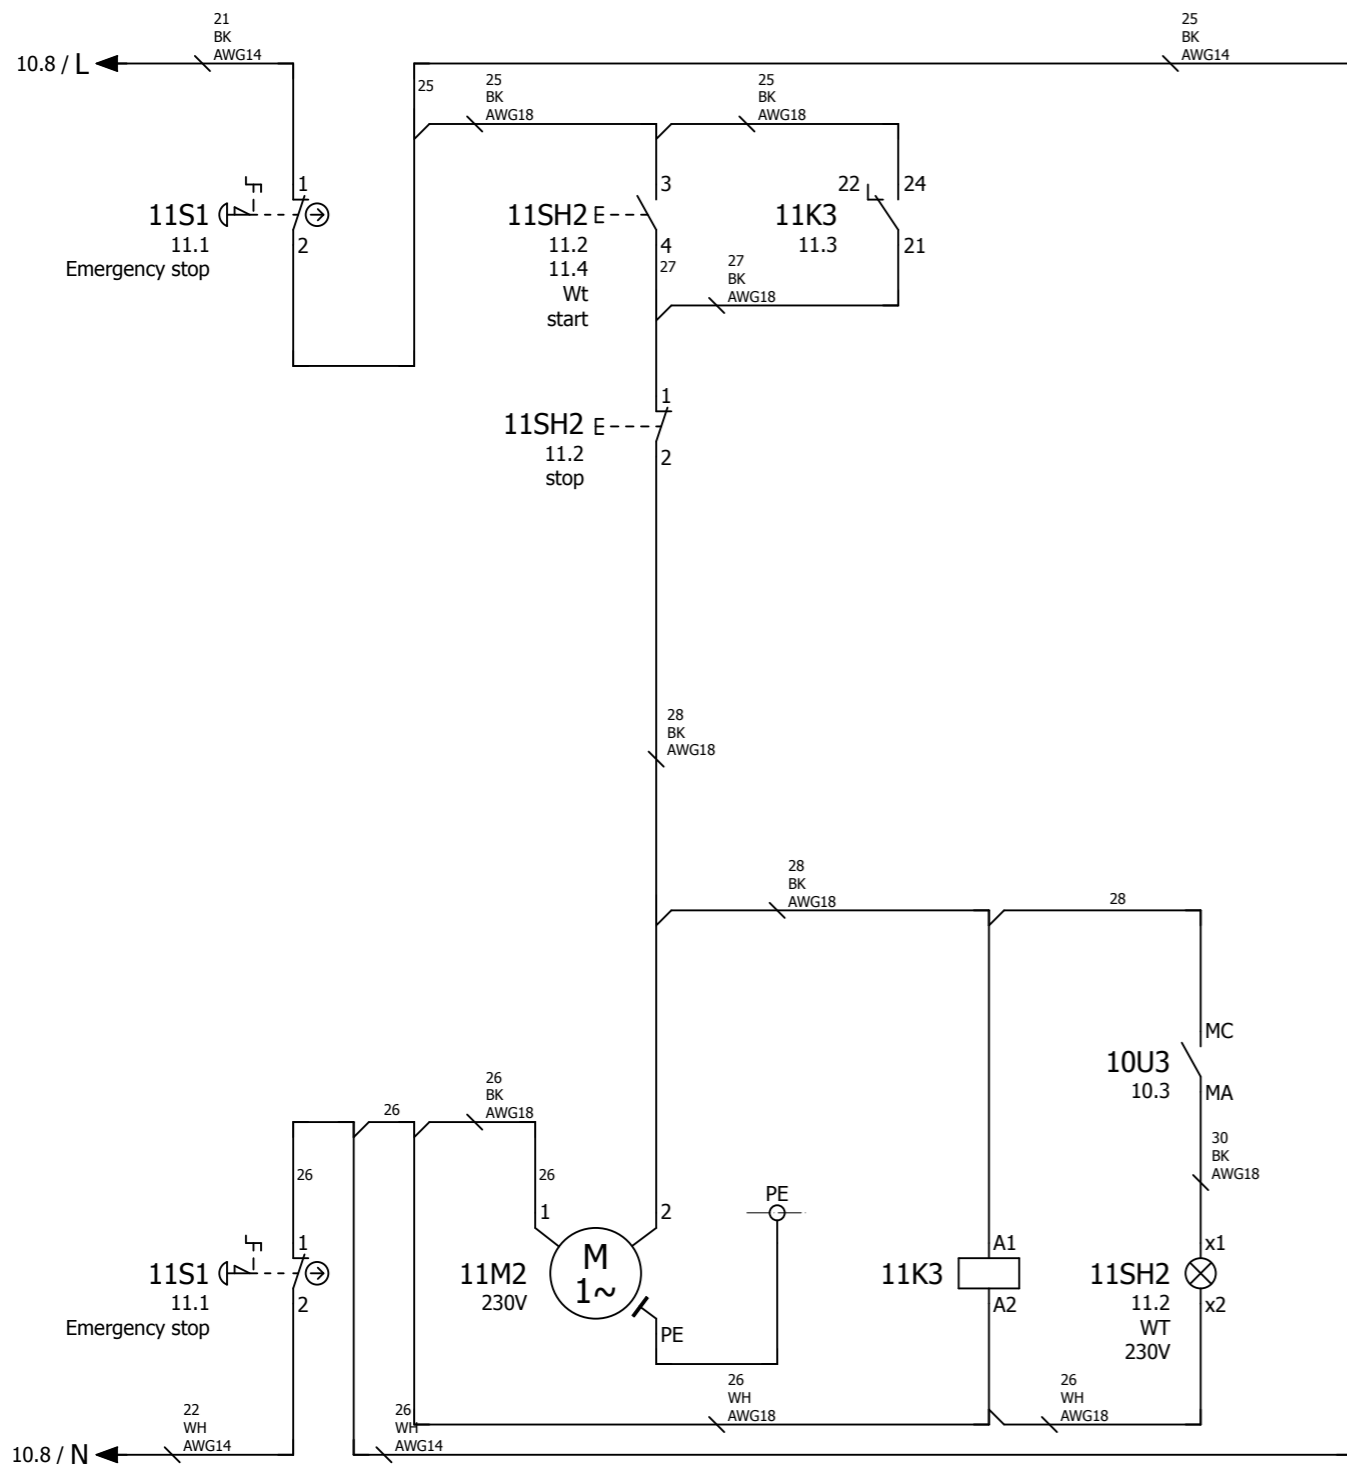 21
BK
AWG14
10.8 / L
25
BK
AWG14
25
25
BK
AWG18
25
BK
AWG18
1
11S1
11.1
Emergency stop
2
3
11SH2 E
11.2
11.4
Wt
start
4
27
22
24
11K3
11.3
21
27
BK
AWG18
1
11SH2 E
11.2
stop
2
28
BK
AWG18
28
BK
AWG18
28
MC
10U3
10.3
MA
30
BK
AWG18
26
26
BK
AWG18
26
26
1
2
PE
1
11S1
11.1
Emergency stop
2
11M2
230V
M
1~
PE
A1
11K3
A2
x1
11SH2
11.2
WT
230V
x2
22
WH
AWG14
26
WH
AWG14
26
WH
AWG18
26
WH
AWG18
10.8 / N